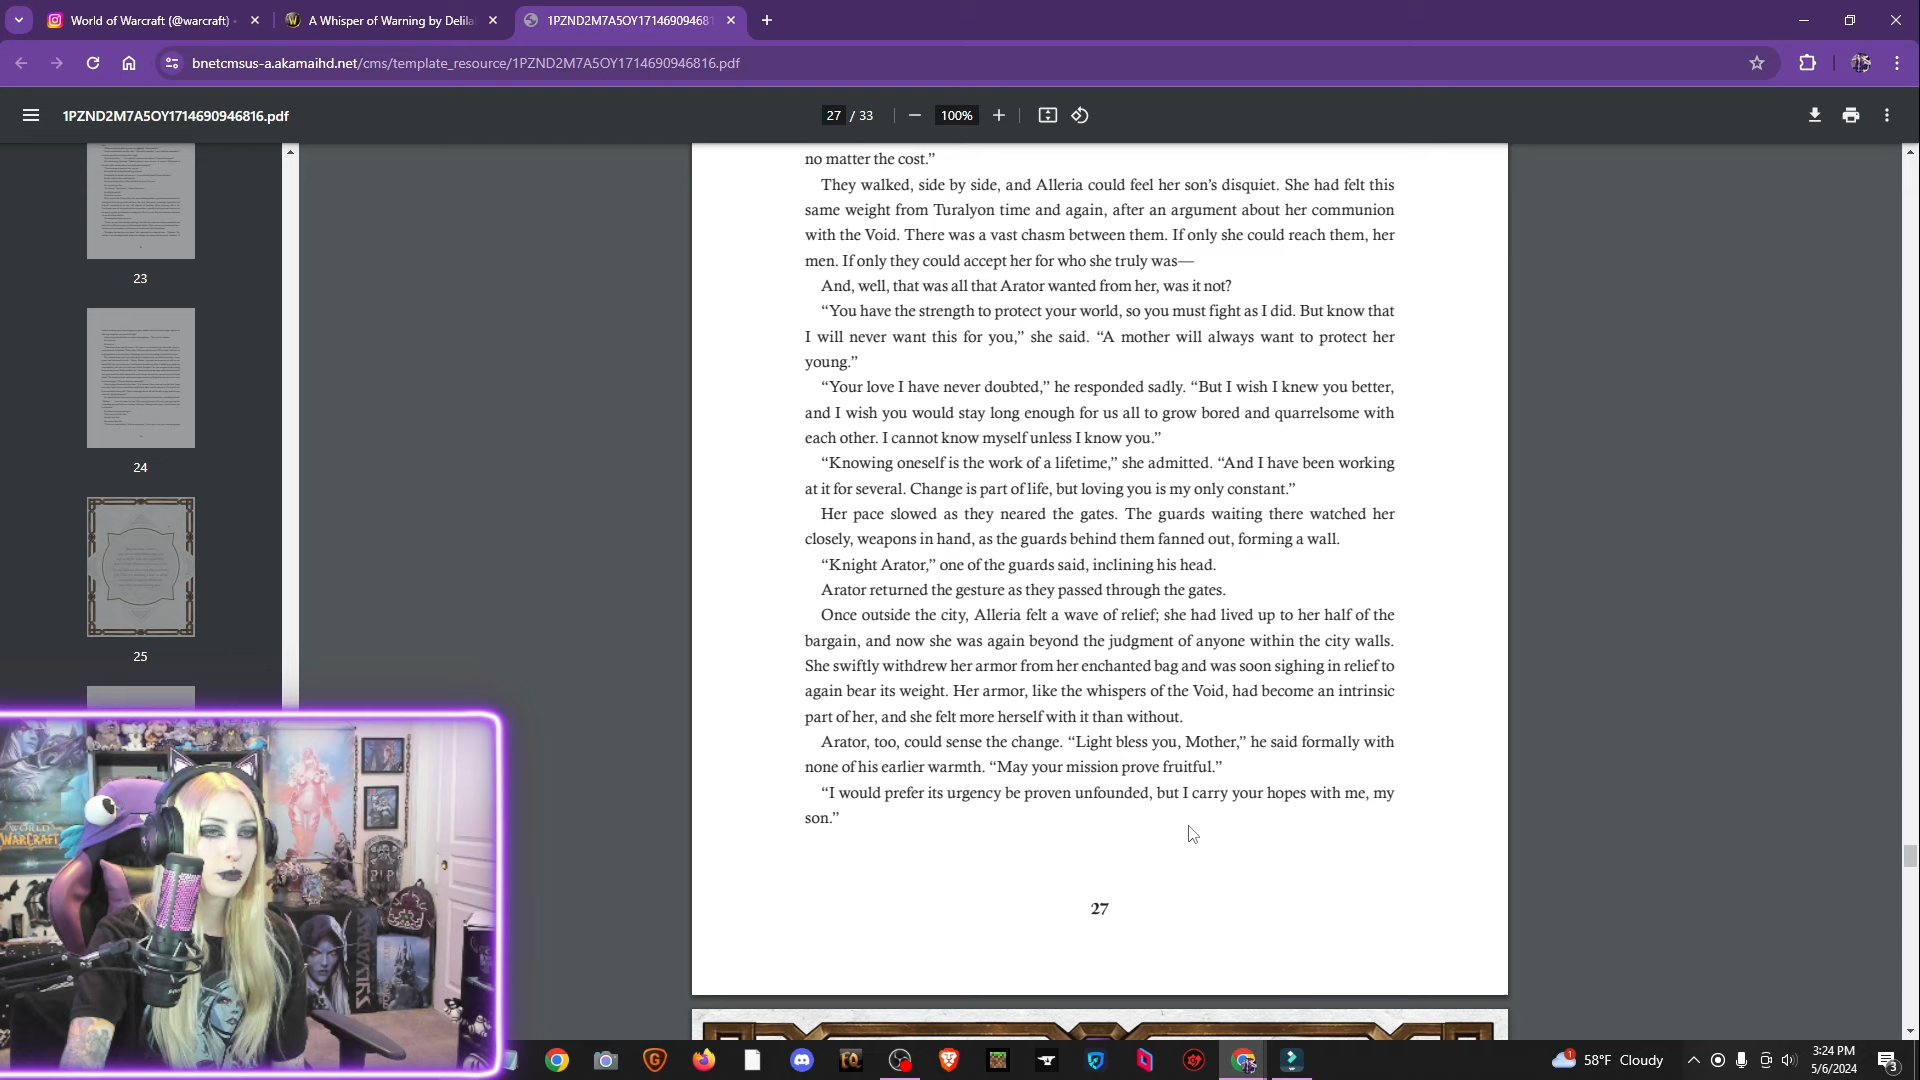 World of Warcraft (@warcraft)
A Whisper of Warning by Delila
1PZND2M7A5OY1714690946816
bnetcmsus-a.akamaihd.net/cms/template_resource/1PZND2M7A5OY1714690946816.pdf
1PZND2M7A5OY1714690946816.pdf
27 / 33
100%
23
24
25
no matter the cost.”
They walked, side by side, and Alleria could feel her son’s disquiet. She had felt this
same weight from Turalyon time and again, after an argument about her communion
with the Void. There was a vast chasm between them. If only she could reach them, her
men. If only they could accept her for who she truly was—
And, well, that was all that Arator wanted from her, was it not?
“You have the strength to protect your world, so you must fight as I did. But know that
I will never want this for you,” she said. “A mother will always want to protect her
young.”
“Your love I have never doubted,” he responded sadly. “But I wish I knew you better,
and I wish you would stay long enough for us all to grow bored and quarrelsome with
each other. I cannot know myself unless I know you.”
“Knowing oneself is the work of a lifetime,” she admitted. “And I have been working
at it for several. Change is part of life, but loving you is my only constant.”
Her pace slowed as they neared the gates. The guards waiting there watched her
closely, weapons in hand, as the guards behind them fanned out, forming a wall.
“Knight Arator,” one of the guards said, inclining his head.
Arator returned the gesture as they passed through the gates.
Once outside the city, Alleria felt a wave of relief; she had lived up to her half of the
bargain, and now she was again beyond the judgment of anyone within the city walls.
She swiftly withdrew her armor from her enchanted bag and was soon sighing in relief to
again bear its weight. Her armor, like the whispers of the Void, had become an intrinsic
part of her, and she felt more herself with it than without.
Arator, too, could sense the change. “Light bless you, Mother,” he said formally with
none of his earlier warmth. “May your mission prove fruitful.”
“I would prefer its urgency be proven unfounded, but I carry your hopes with me, my
son.”
27
WORLD
WARCRAFT
RIP
58°F Cloudy
3:24 PM
5/6/2024
3